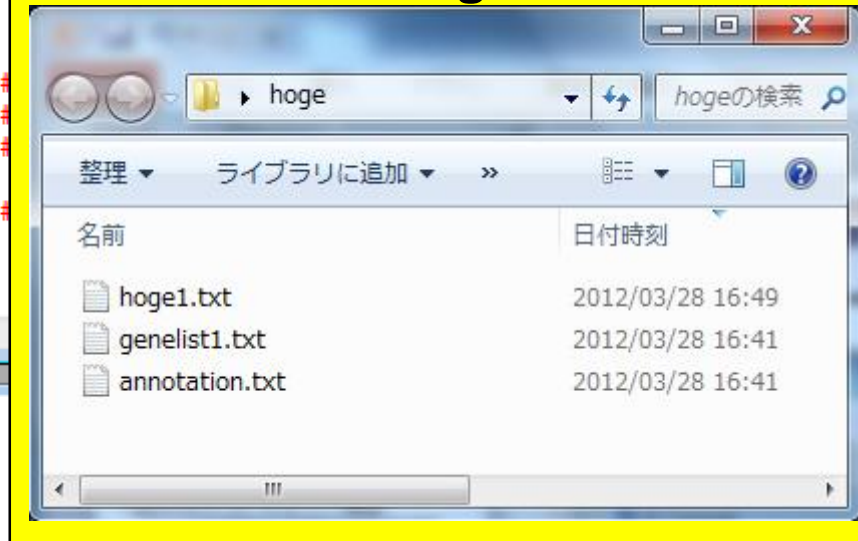 g
hoge
hogeの検索
整理
ライブラリに追加
»
名前
日付時刻
hoge1.txt
2012/03/28 16:49
genelist1.txt
2012/03/28 16:41
annotation.txt
2012/03/28 16:41
#
#
#
#